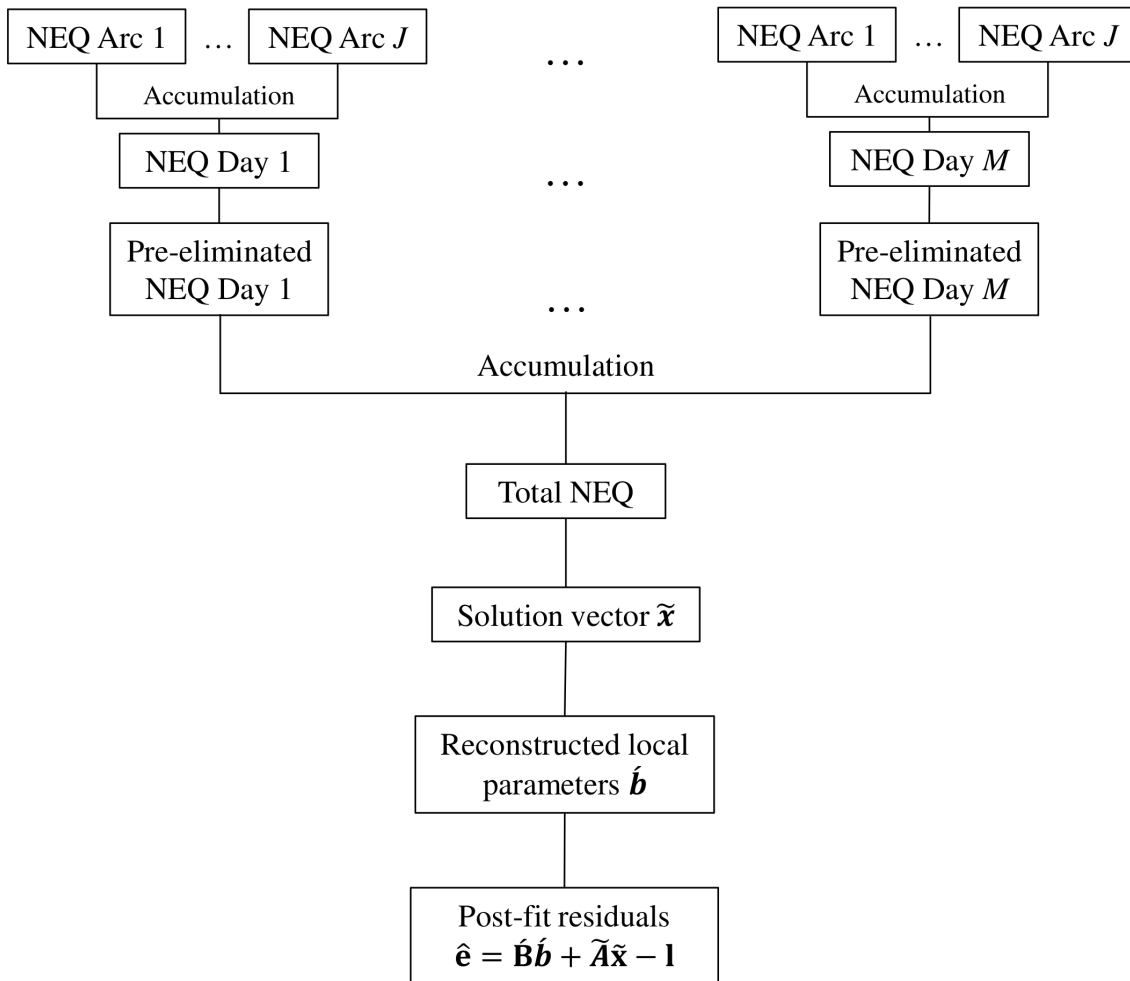 NEQ Arc 1 … NEQ Arc J … NEQ Arc 1 … NEQ Arc J
Accumulation Accumulation
NEQ Day 1 … NEQ Day M
Pre-eliminated
NEQ Day 1
…
Pre-eliminated
NEQ Day M
Accumulation
Total NEQ
Solution vector x̃
Reconstructed local
parameters b́
Post-fit residuals
ê = B́b́ + Ãx̃ − l